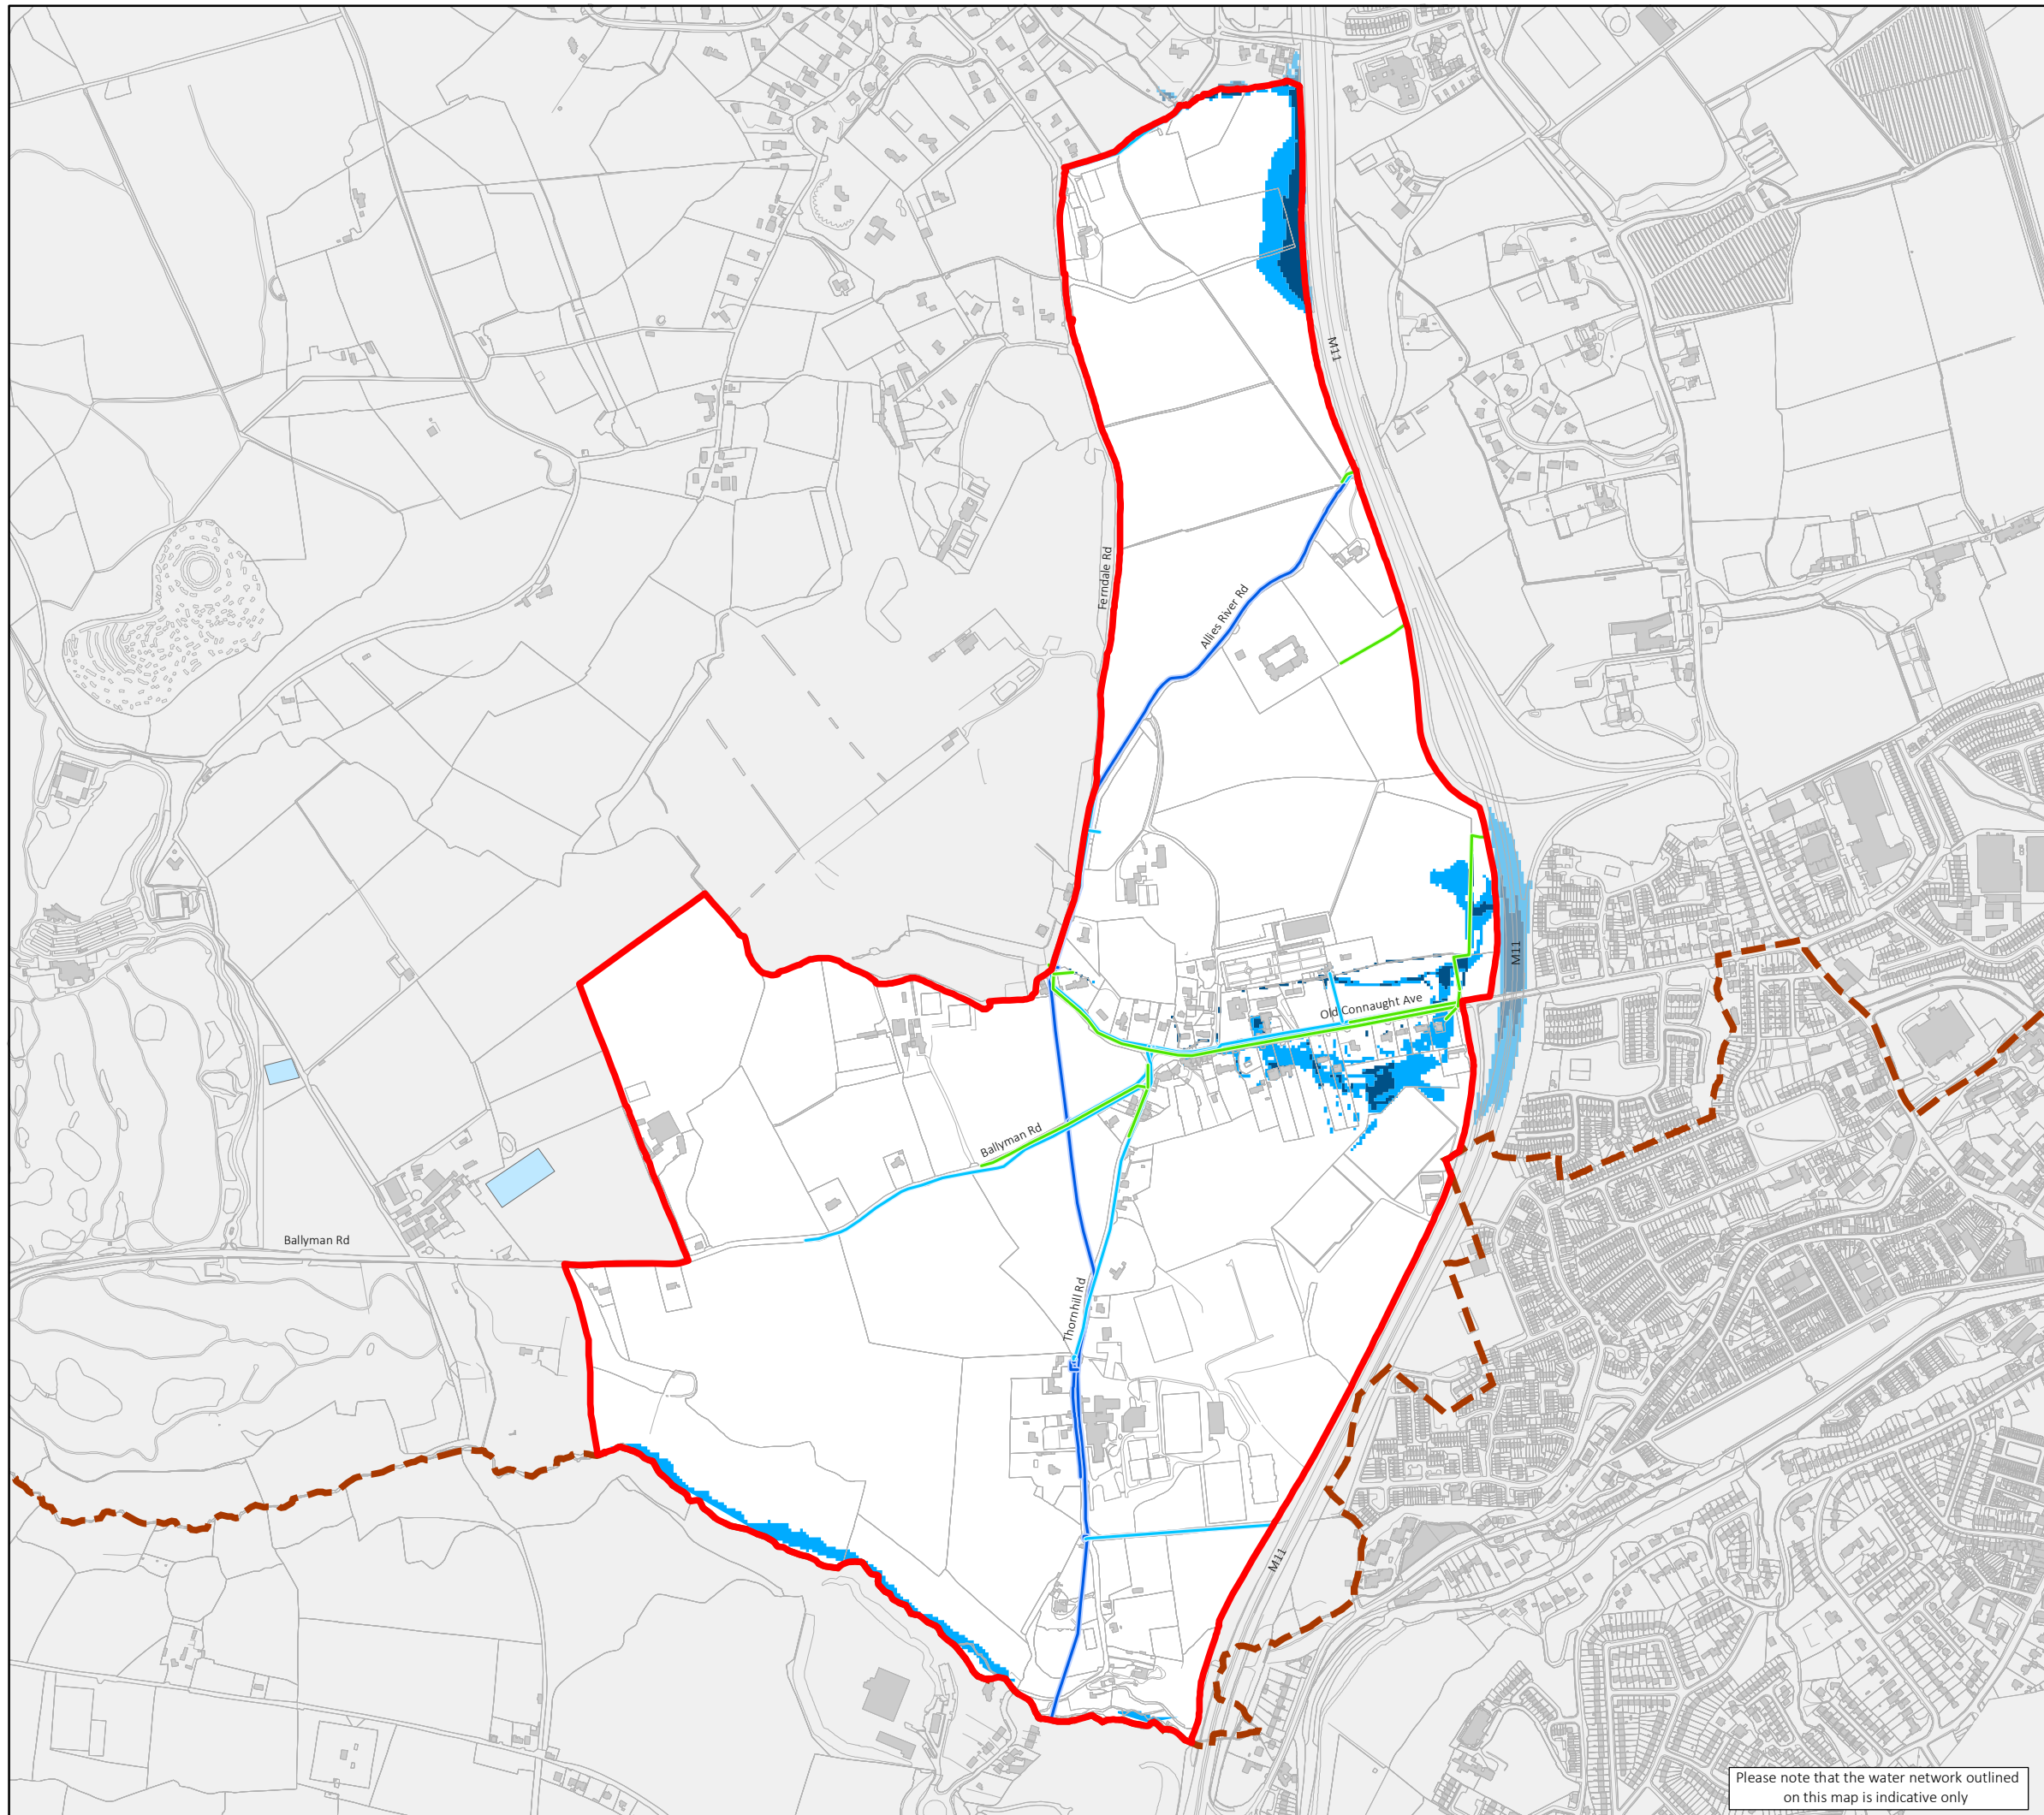 M11
Ferndale Rd
Allies River Rd
M11
Old Connaught Ave
Ballyman Rd
Ballyman Rd
Thornhill Rd
M11
Please note that the water network outlined
on this map is indicative only